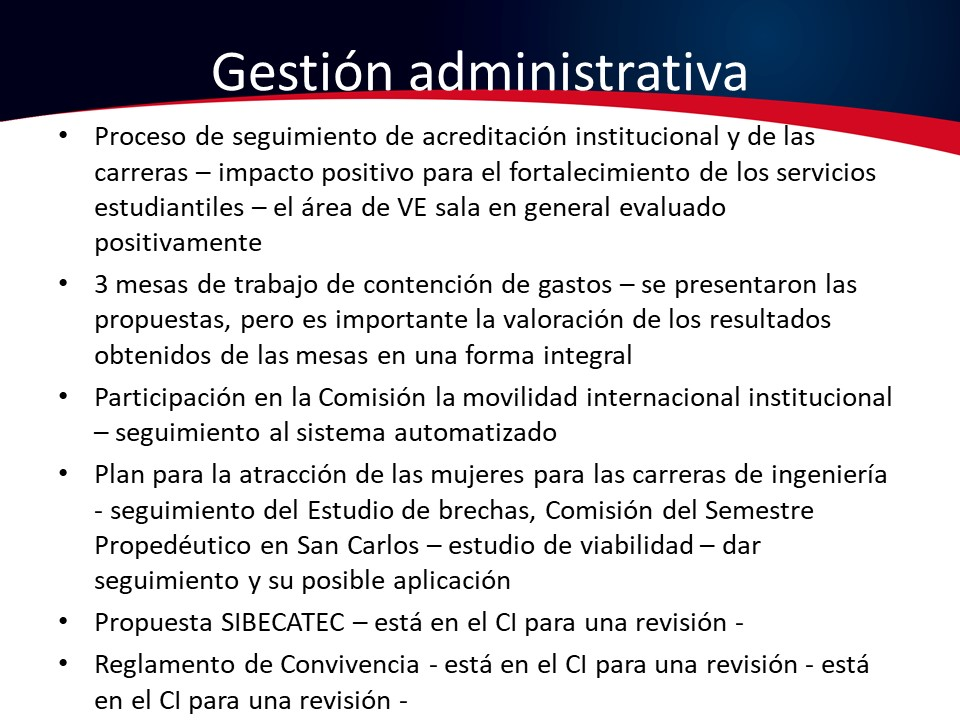 Gestión administrativa
• Proceso de seguimiento de acreditación institucional y de las
carreras – impacto positivo para el fortalecimiento de los servicios
estudiantiles – el área de VE sala en general evaluado
positivamente
• 3 mesas de trabajo de contención de gastos – se presentaron las
propuestas, pero es importante la valoración de los resultados
obtenidos de las mesas en una forma integral
• Participación en la Comisión la movilidad internacional institucional
– seguimiento al sistema automatizado
• Plan para la atracción de las mujeres para las carreras de ingeniería
- seguimiento del Estudio de brechas, Comisión del Semestre
Propedéutico en San Carlos – estudio de viabilidad – dar
seguimiento y su posible aplicación
• Propuesta SIBECATEC – está en el CI para una revisión -
• Reglamento de Convivencia - está en el CI para una revisión - está
en el CI para una revisión -